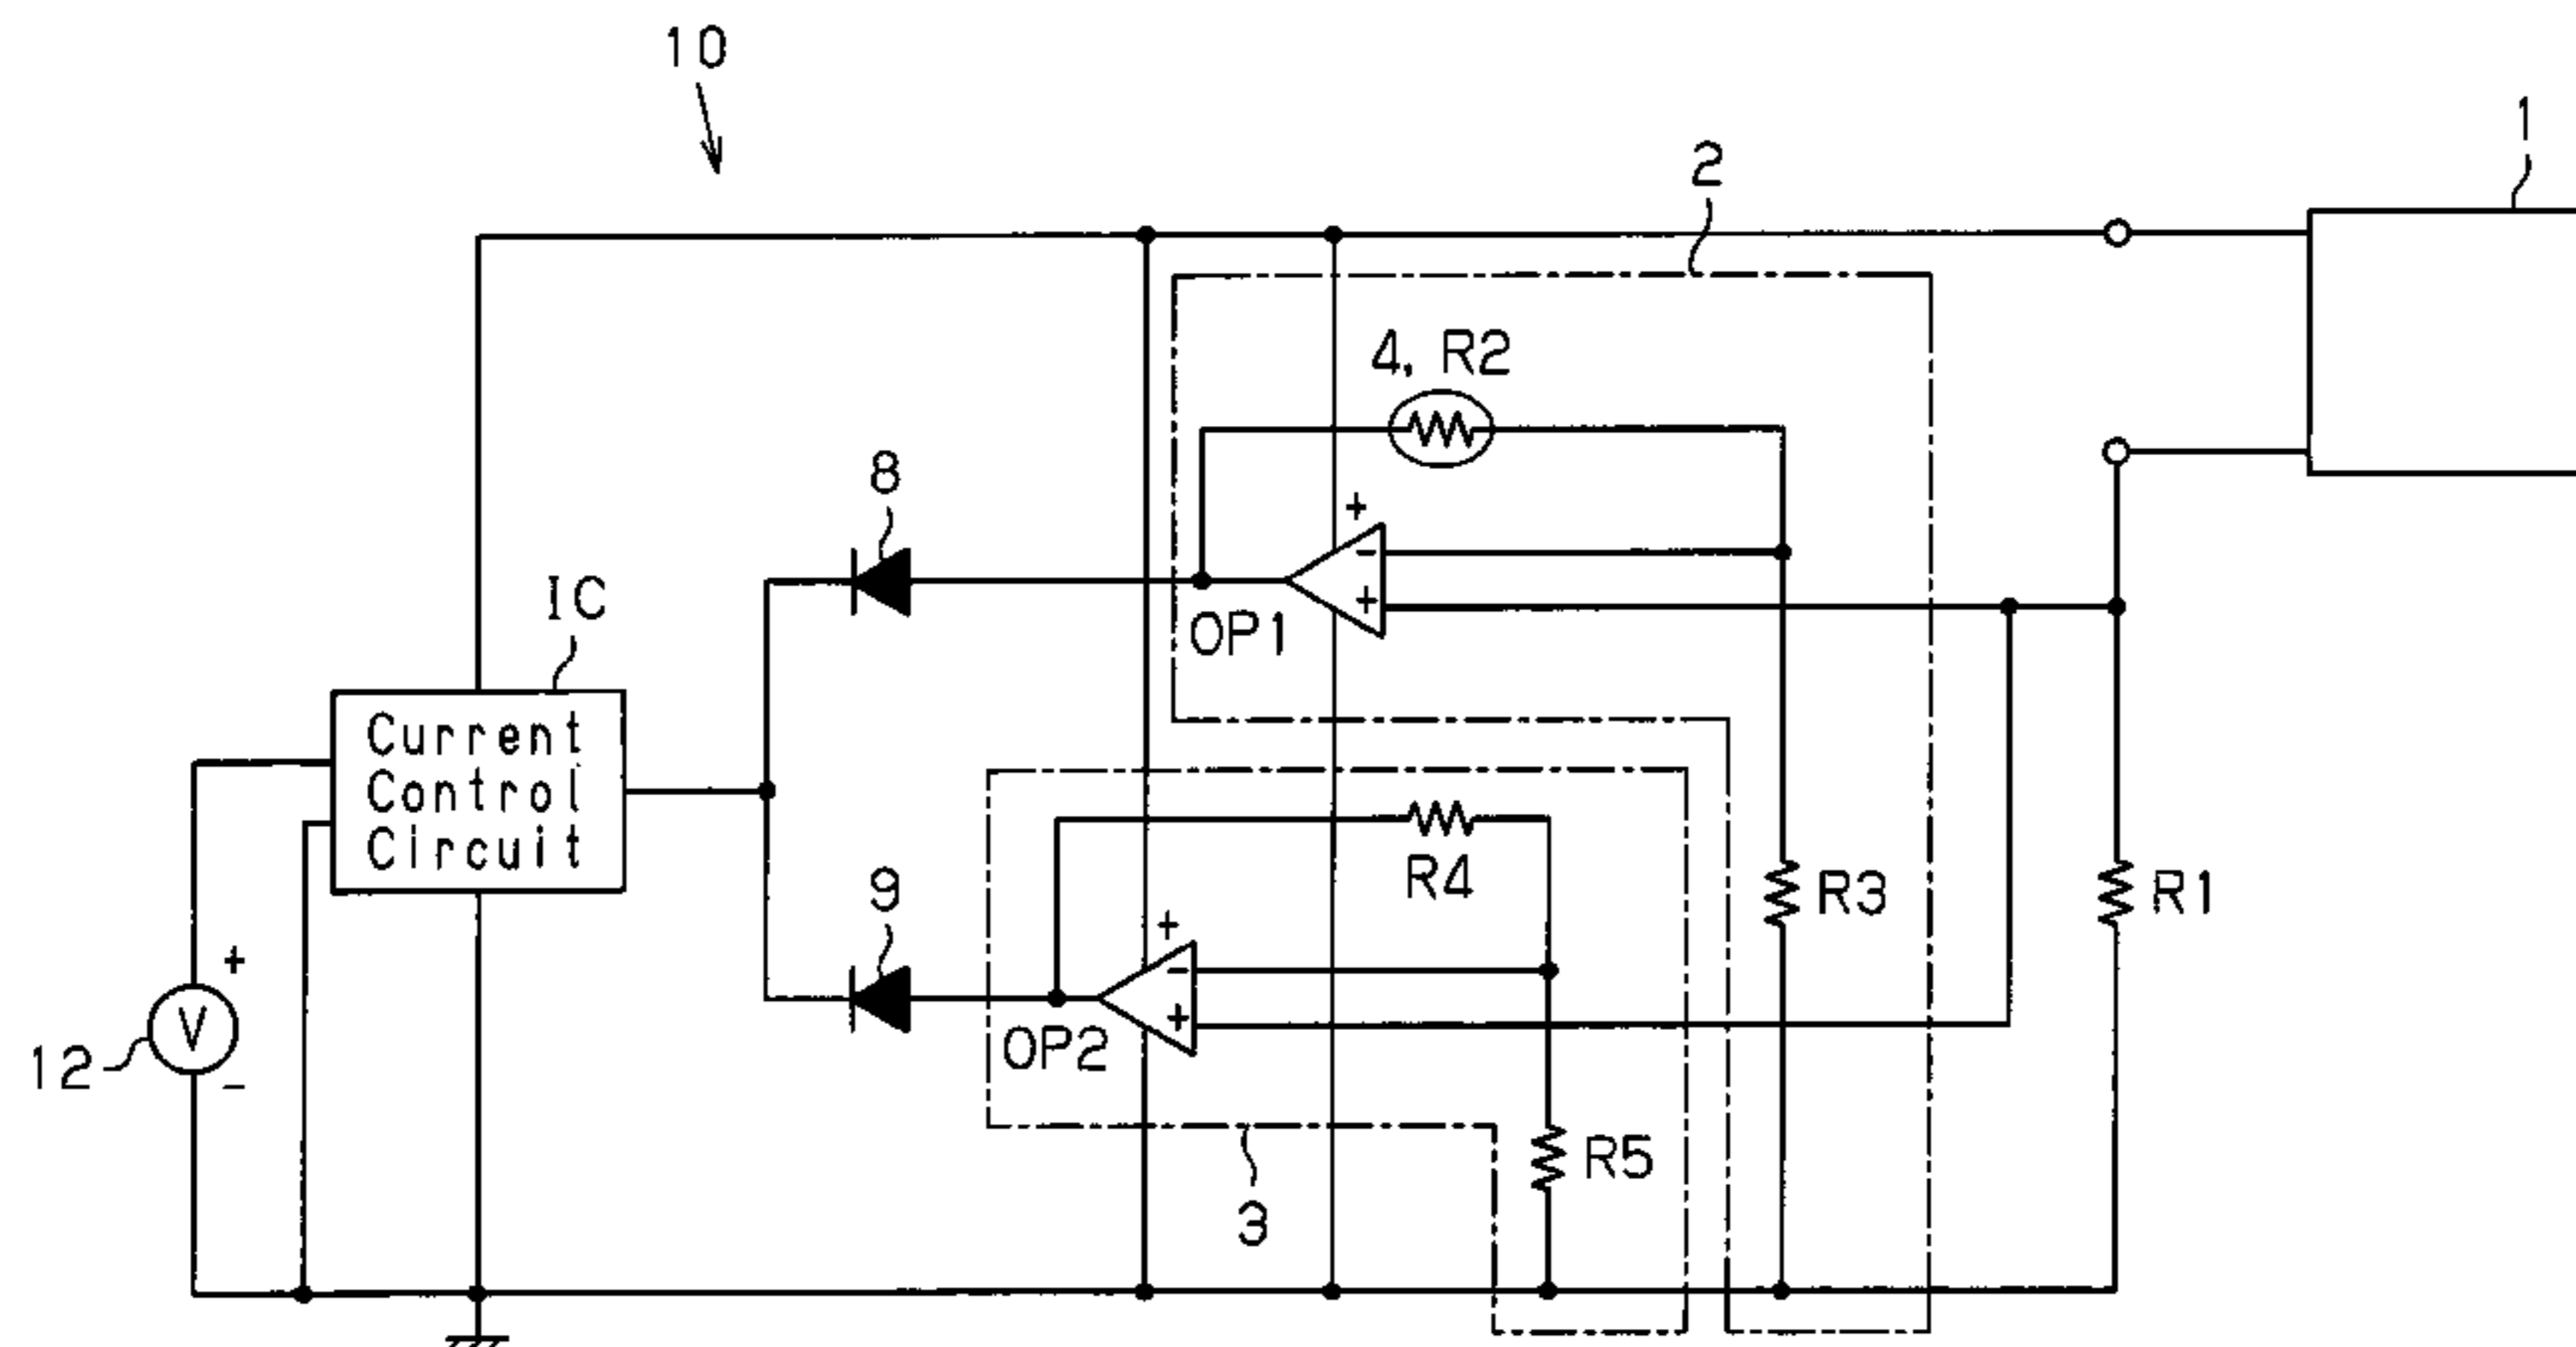 10
1
2
4, R2
+
-
+
8
OP1
IC
Current
Control
Circuit
R4
R3
R1
9
+
-
+
OP2
+
V
-
12
R5
3